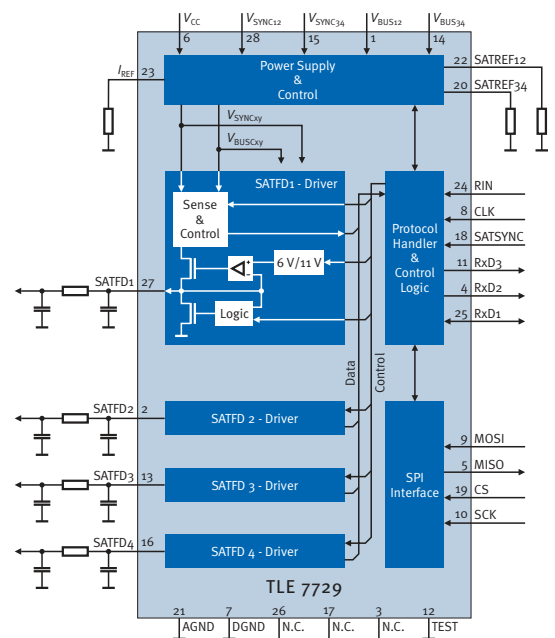 VCC VSYNC12 VSYNC34 VBUS12 VBUS34
6 28 15 1 14
IREF 23
Power Supply
&
Control
22 SATREF12
20 SATREF34
VSYNCxy
VBUSCxy
SATFD1 - Driver
Sense
&
Control
+
-
6 V/11 V
Logic
SATFD1 27
Protocol
Handler
&
Control
Logic
24 RIN
8 CLK
18 SATSYNC
11 RxD3
4 RxD2
25 RxD1
Data
Control
SATFD2 2
SATFD 2 - Driver
SATFD3 13
SATFD 3 - Driver
SATFD4 16
SATFD 4 - Driver
SPI
Interface
9 MOSI
5 MISO
19 CS
10 SCK
TLE 7729
21 7 26 17 3 12
AGND DGND N.C. N.C. N.C. TEST